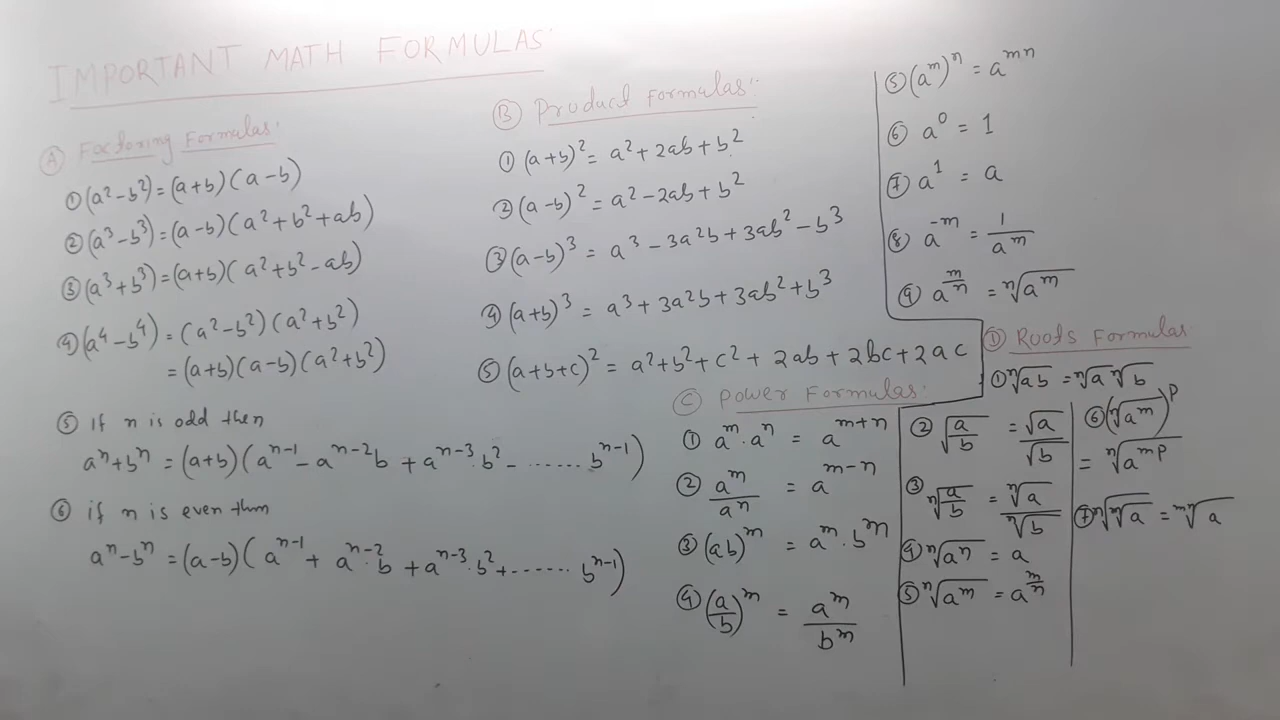 IMPORTANT MATH FORMULAS:
Ⓐ Factoring Formulas:
① (a²-b²)=(a+b)(a-b)
② (a³-b³)=(a-b)(a²+b²+ab)
③ (a³+b³)=(a+b)(a²+b²-ab)
④ (a⁴-b⁴) = (a²-b²)(a²+b²)
= (a+b)(a-b)(a²+b²)
⑤ if n is odd then
aⁿ+bⁿ = (a+b)(aⁿ⁻¹ - aⁿ⁻²b + aⁿ⁻³·b² - ....... bⁿ⁻¹)
⑥ if n is even then
aⁿ-bⁿ = (a-b)(aⁿ⁻¹ + aⁿ⁻²·b + aⁿ⁻³·b² + ....... bⁿ⁻¹)
Ⓑ Product Formulas:
① (a+b)² = a²+2ab+b²
② (a-b)² = a²-2ab+b²
③ (a-b)³ = a³-3a²b+3ab²-b³
④ (a+b)³ = a³+3a²b+3ab²+b³
⑤ (a+b+c)² = a²+b²+c²+2ab+2bc+2ac
Ⓒ Power Formulas:
① aᵐ·aⁿ = aᵐ⁺ⁿ
② aᵐ/aⁿ = aᵐ⁻ⁿ
③ (ab)ᵐ = aᵐ·bᵐ
④ (a/b)ᵐ = aᵐ/bᵐ
⑤ (aᵐ)ⁿ = aᵐⁿ
⑥ a⁰ = 1
⑦ a¹ = a
⑧ a⁻ᵐ = 1/aᵐ
⑨ a^(m/n) = ⁿ√aᵐ
Ⓓ Roots Formulas
① ⁿ√ab = ⁿ√a ⁿ√b
② √(a/b) = √a/√b
③ ⁿ√(a/b) = ⁿ√a/ⁿ√b
④ ⁿ√aⁿ = a
⑤ ⁿ√aᵐ = a^(m/n)
⑥ (ⁿ√aᵐ)ᵖ
= ⁿ√aᵐᵖ
⑦ ⁿ√ⁿ√a = ᵐⁿ√a